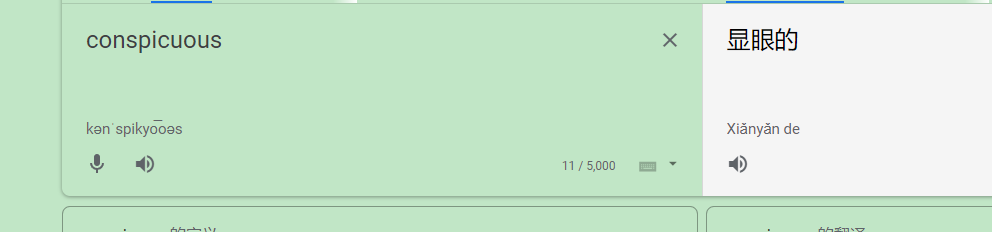 conspicuous
显眼的
kənˈspikyo͞oəs
Xiǎnyǎn de
11 / 5,000